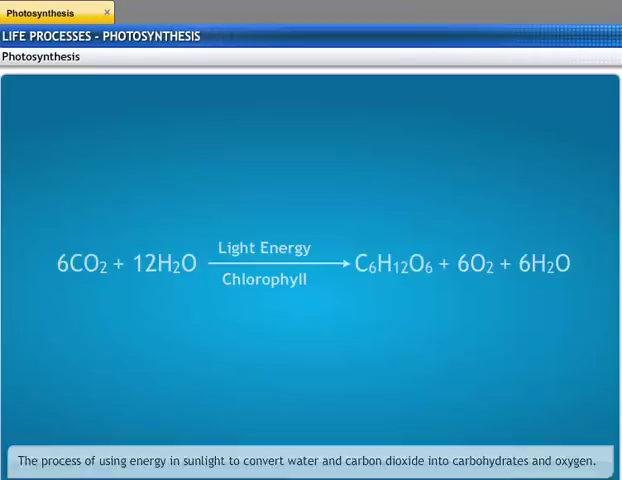 Photosynthesis
LIFE PROCESSES - PHOTOSYNTHESIS
Photosynthesis
6CO₂ + 12H₂O Light Energy Chlorophyll C₆H₁₂O₆ + 6O₂ + 6H₂O
The process of using energy in sunlight to convert water and carbon dioxide into carbohydrates and oxygen.